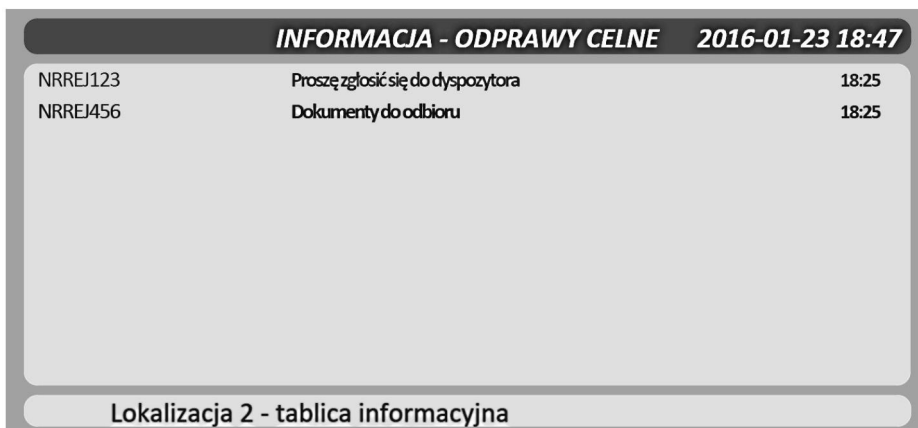 INFORMACJA - ODPRAWY CELNE 2016-01-23 18:47
NRREJ123 Proszę zgłosić się do dyspozytora 18:25
NRREJ456 Dokumenty do odbioru 18:25
Lokalizacja 2 - tablica informacyjna